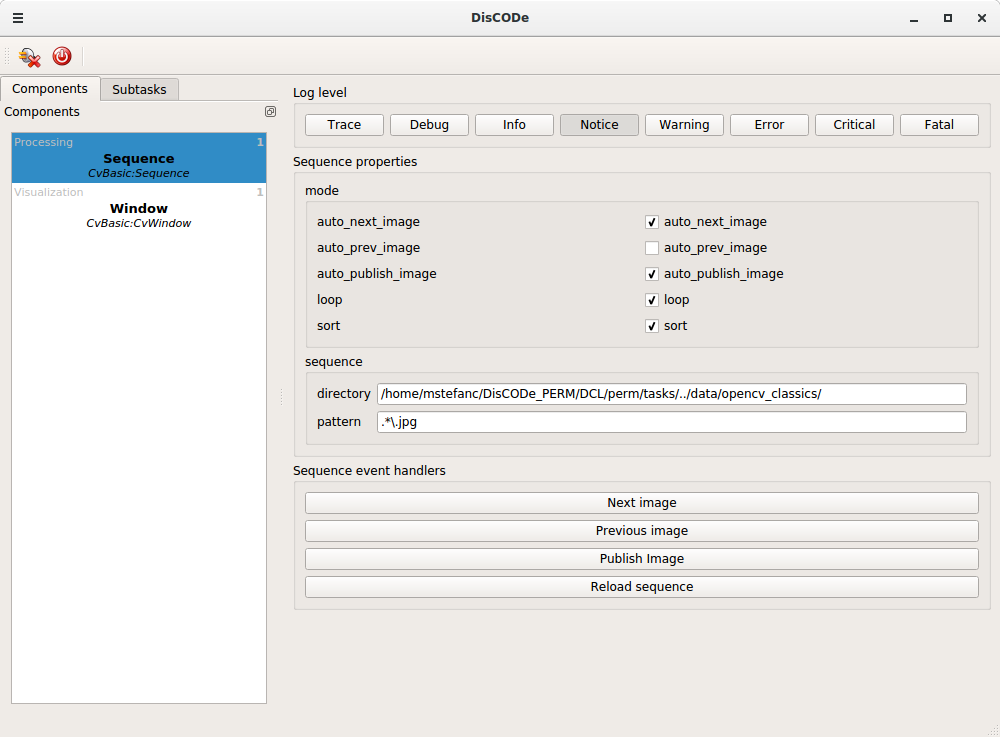 DisCODe
Components Subtasks
Components
Processing 1
Sequence
CvBasic:Sequence
Visualization 1
Window
CvBasic:CvWindow
Log level
Trace Debug Info Notice Warning Error Critical Fatal
Sequence properties
mode
auto_next_image auto_next_image
auto_prev_image auto_prev_image
auto_publish_image auto_publish_image
loop loop
sort sort
sequence
directory /home/mstefanc/DisCODe_PERM/DCL/perm/tasks/../data/opencv_classics/
pattern .*\.jpg
Sequence event handlers
Next image
Previous image
Publish Image
Reload sequence